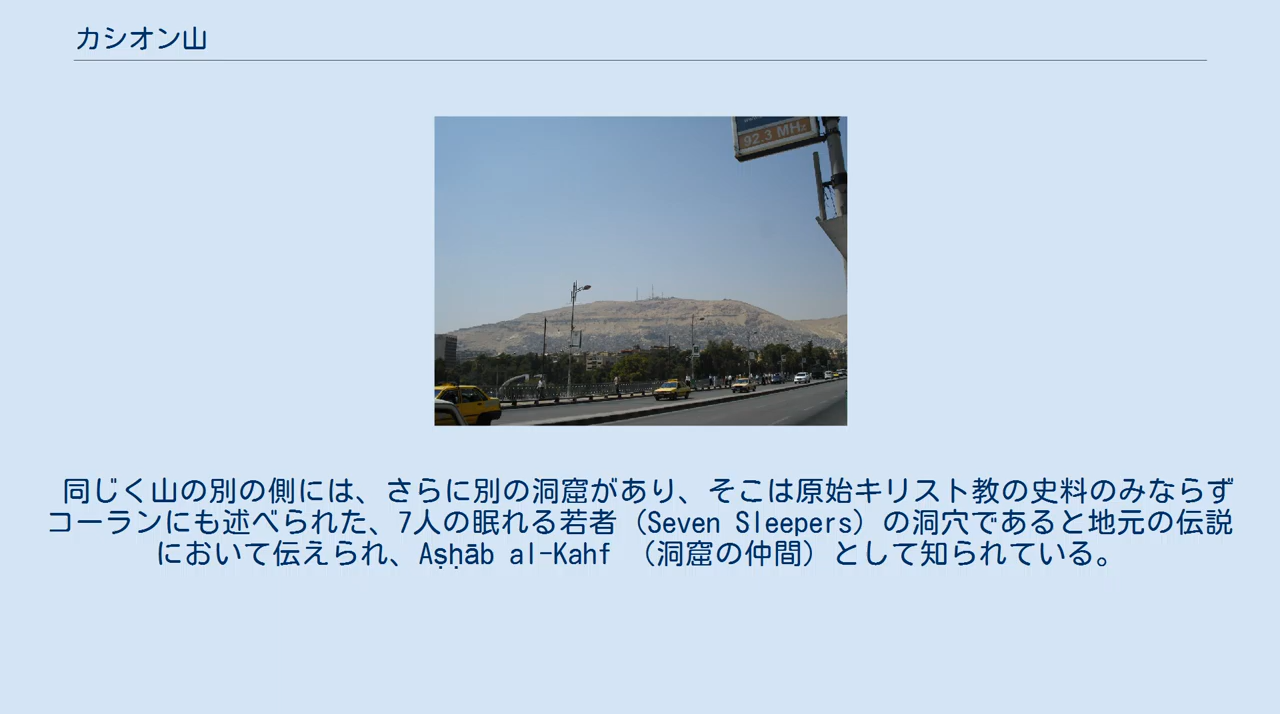 カシオン山
92.3 MHz
同じく山の別の側には、さらに別の洞窟があり、そこは原始キリスト教の史料のみならず
コーランにも述べられた、7人の眠れる若者（Seven Sleepers）の洞穴であると地元の伝説
において伝えられ、Aṣḥāb al-Kahf （洞窟の仲間）として知られている。